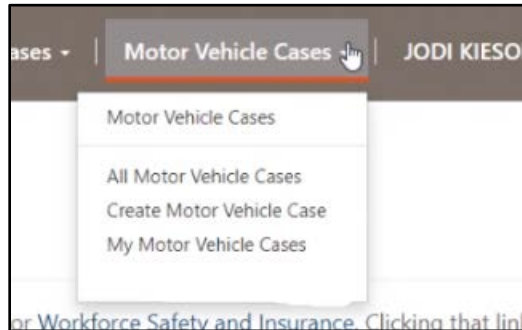 ases
Motor Vehicle Cases
JODI KIESO
Motor Vehicle Cases
All Motor Vehicle Cases
Create Motor Vehicle Case
My Motor Vehicle Cases
or Workforce Safety and Insurance. Clicking that lin